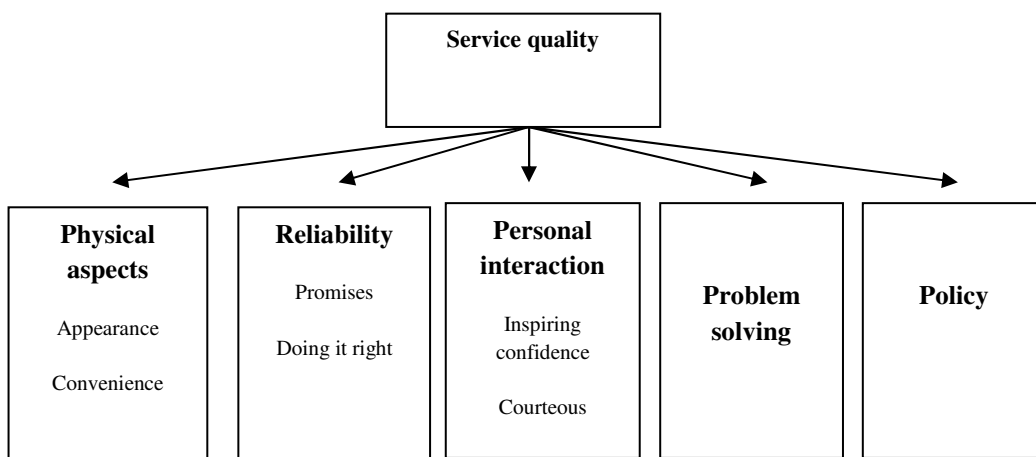 Service quality
Physical
aspects
Appearance
Convenience
Reliability
Promises
Doing it right
Personal
interaction
Inspiring
confidence
Courteous
Problem
solving
Policy